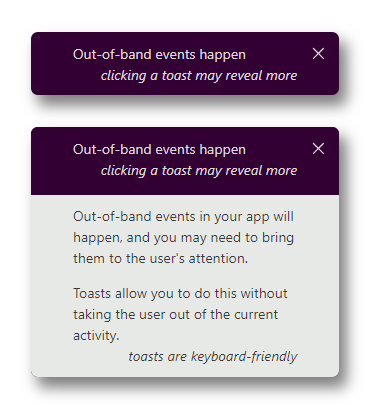 Out-of-band events happen
clicking a toast may reveal more
Out-of-band events happen
clicking a toast may reveal more
Out-of-band events in your app will
happen, and you may need to bring
them to the user's attention.
Toasts allow you to do this without
taking the user out of the current
activity.
toasts are keyboard-friendly